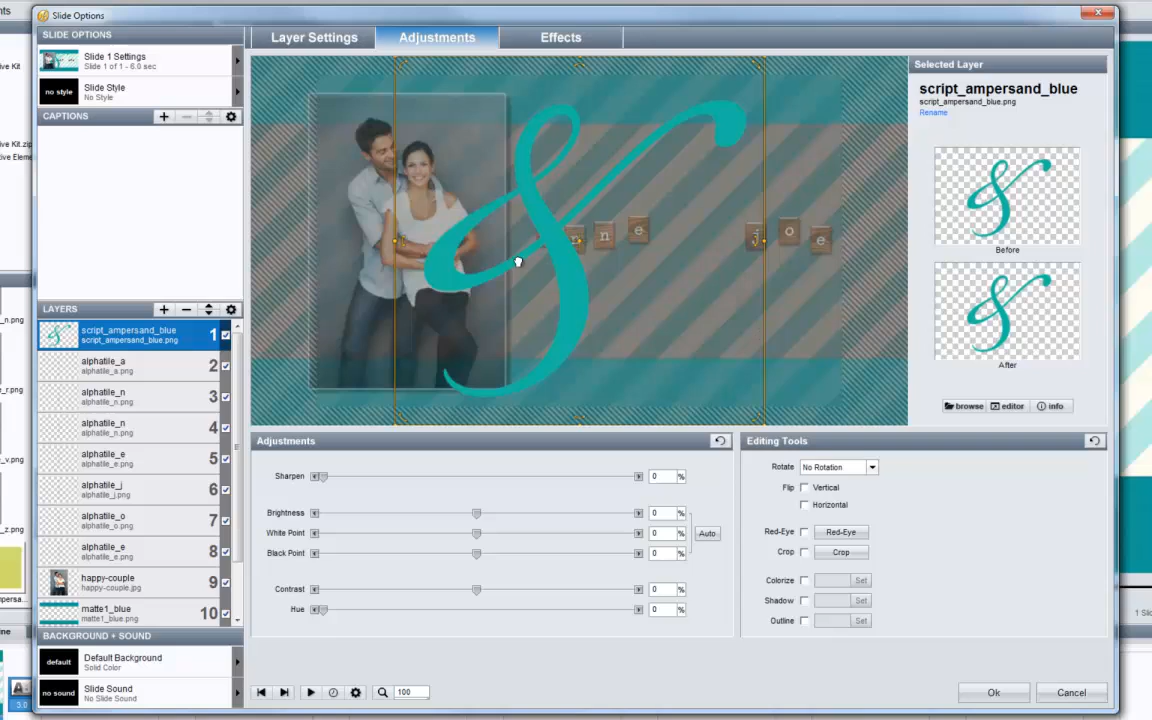 Slide Options
SLIDE OPTIONS
Slide 1 Settings
Slide 1 of 1 - 6.0 sec
no style
Slide Style
No Style
CAPTIONS
LAYERS
script_ampersand_blue
script_ampersand_blue.png
1
alphatile_a
alphatile_a.png
2
alphatile_n
alphatile_n.png
3
alphatile_n
alphatile_n.png
4
alphatile_e
alphatile_e.png
5
alphatile_j
alphatile_j.png
6
alphatile_o
alphatile_o.png
7
alphatile_e
alphatile_e.png
8
happy-couple
happy-couple.jpg
9
matte1_blue
matte1_blue.png
10
BACKGROUND + SOUND
default
Default Background
Solid Color
no sound
Slide Sound
No Slide Sound
Layer Settings
Adjustments
Effects
&
n n e
j o e
Selected Layer
script_ampersand_blue
script_ampersand_blue.png
Rename
Before
After
browse
editor
info
Adjustments
Sharpen
0 %
Brightness
0 %
White Point
0 %
Auto
Black Point
0 %
Contrast
0 %
Hue
0 %
Editing Tools
Rotate
No Rotation
Flip
Vertical
Horizontal
Red-Eye
Red-Eye
Crop
Crop
Colorize
Set
Shadow
Set
Outline
Set
100
Ok
Cancel